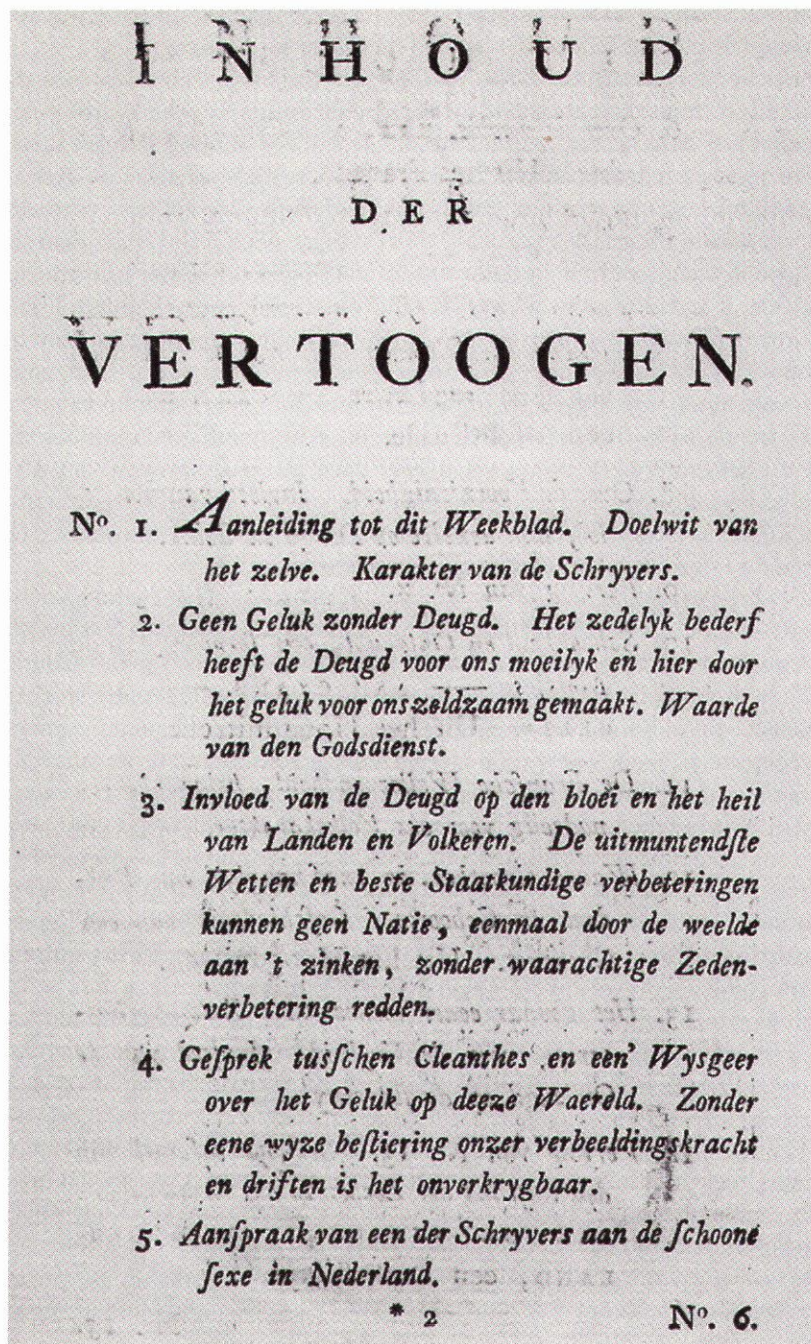 INHOUD
DER
VERTOOGEN.
Nº. 1. Aanleiding tot dit Weekblad. Doelwit van
het zelve. Karakter van de Schryvers.
2. Geen Geluk zonder Deugd. Het zedelyk bederf
heeft de Deugd voor ons moeilyk en hier door
het geluk voor ons zeldzaam gemaakt. Waarde
van den Godsdienst.
3. Invloed van de Deugd op den bloei en het heil
van Landen en Volkeren. De uitmuntendſte
Wetten en beste Staatkundige verbeteringen
kunnen geen Natie, eenmaal door de weelde
aan 't zinken, zonder waarachtige Zeden-
verbetering redden.
4. Geſprek tusſchen Cleanthes en een' Wysgeer
over het Geluk op deeze Waereld. Zonder
eene wyze beſtiering onzer verbeeldingskracht
en driften is het onverkrygbaar.
5. Aanſpraak van een der Schryvers aan de ſchoone
ſexe in Nederland.
* 2 Nº. 6.